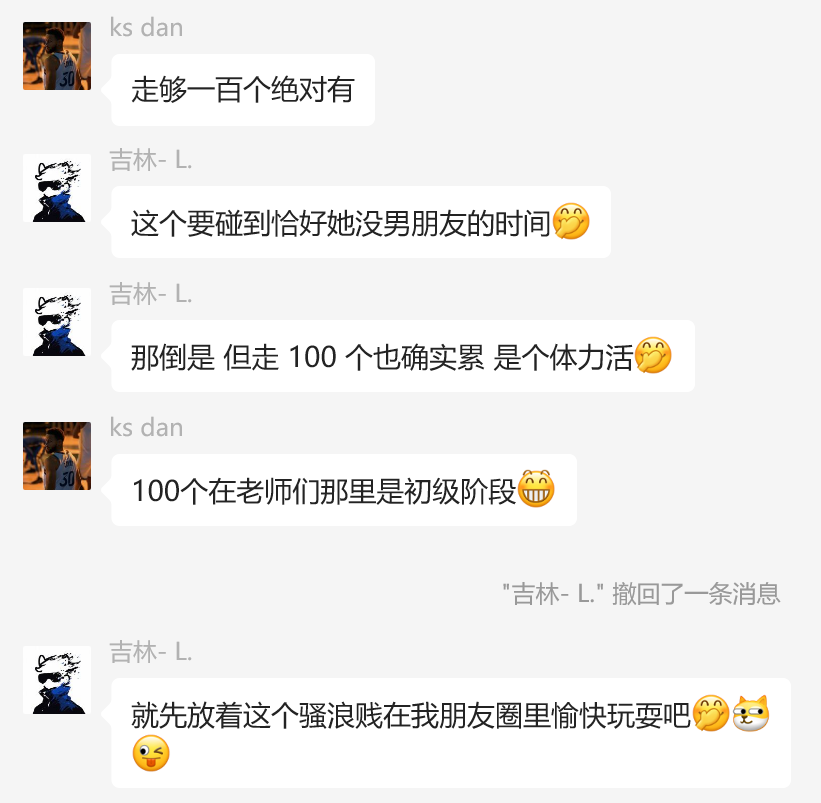 ks dan
走够一百个绝对有
吉林- L.
这个要碰到恰好她没男朋友的时间🤭
吉林- L.
那倒是 但走 100 个也确实累 是个体力活🤭
ks dan
100个在老师们那里是初级阶段😁
"吉林- L." 撤回了一条消息
吉林- L.
就先放着这个骚浪贱在我朋友圈里愉快玩耍吧🤭🐶
😜